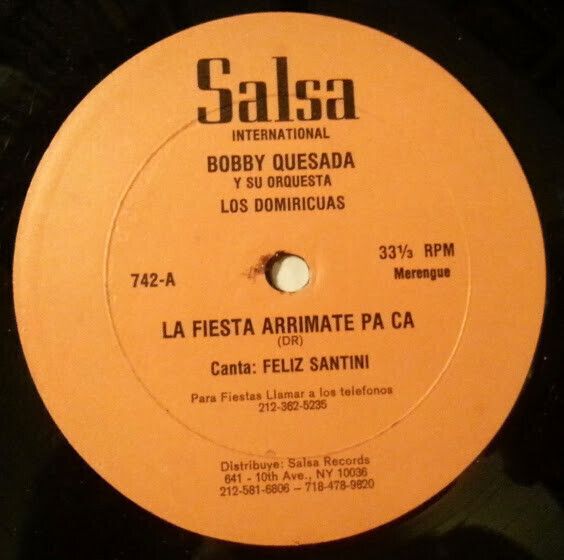 Salsa
INTERNATIONAL
BOBBY QUESADA
Y SU ORQUESTA
LOS DOMIRICUAS
742-A
33⅓ RPM
Merengue
LA FIESTA ARRIMATE PA CA
(DR)
Canta: FELIZ SANTINI
Para Fiestas Llamar a los telefonos
212-362-5235
Distribuye: Salsa Records
641 - 10th Ave., NY 10036
212-581-6806 – 718-478-9820